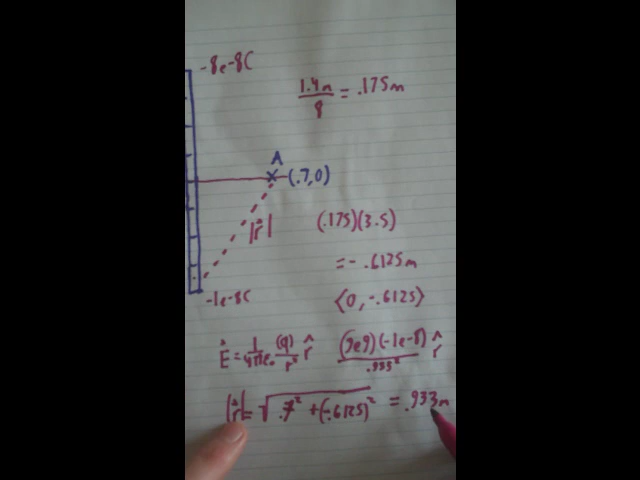 -8e-8C
1.4m
8
= .175m
A
(.7,0)
|r⃗|
(.175)(3.5)
= -.6125m
⟨0, -.6125⟩
-1e-8C
E⃗ = 1/4πε₀ (q)/r² r̂
(9e9)(-1e-8)/.933² r̂
|r⃗| = √.7² + (-.6125)² = .933m